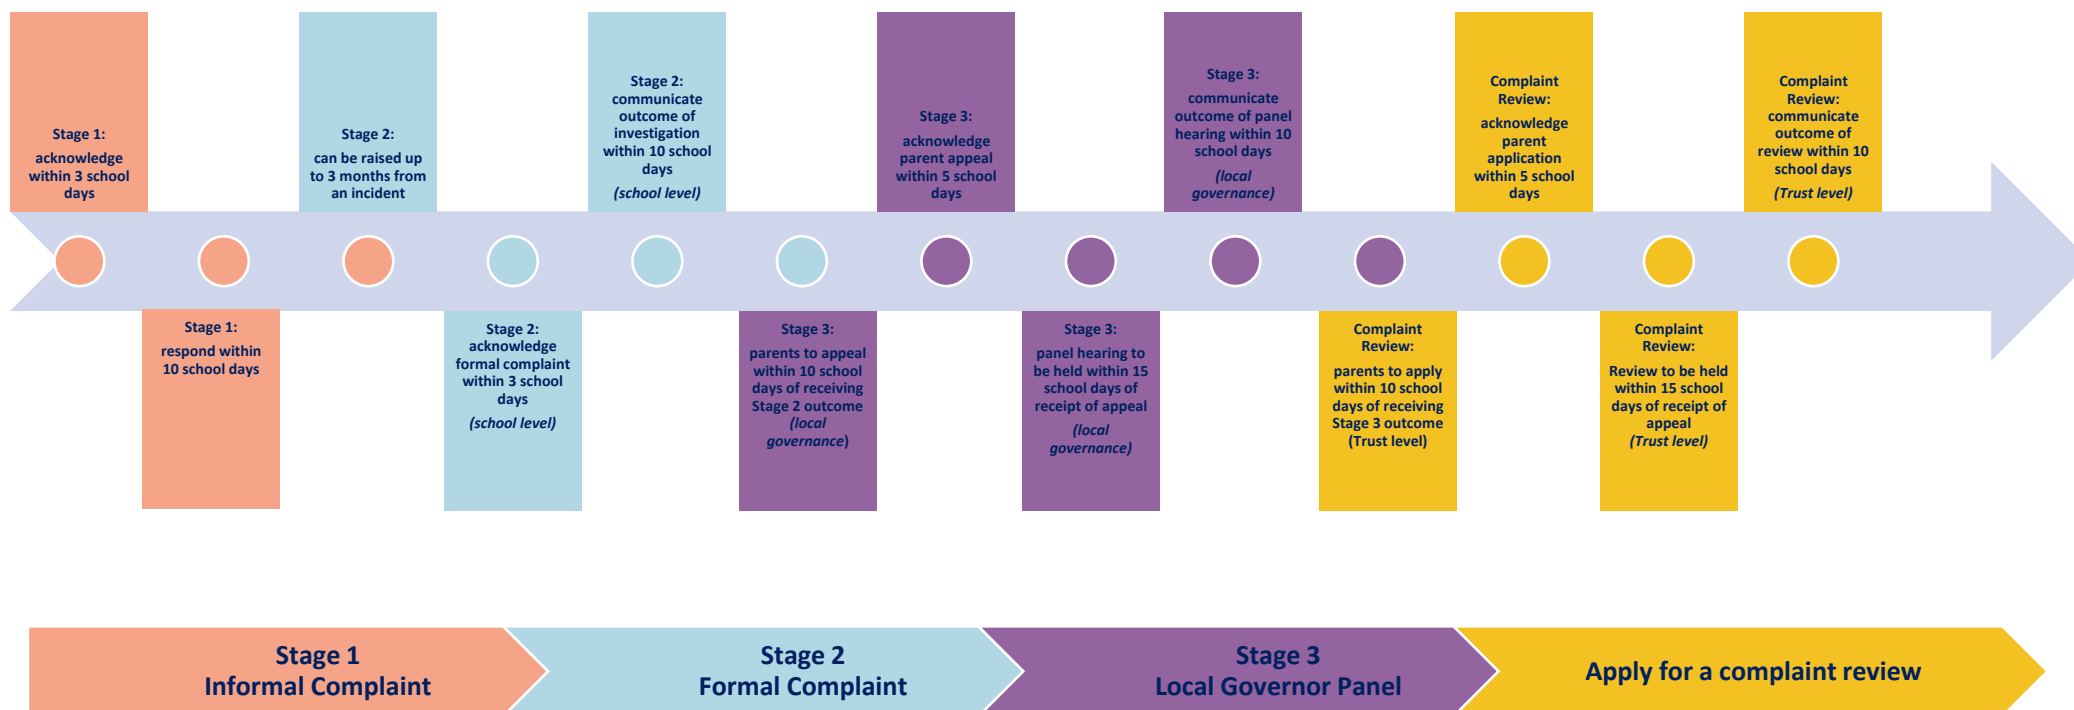 Stage 1:
acknowledge
within 3 school
days
Stage 1:
respond within
10 school days
Stage 2:
can be raised up
to 3 months from
an incident
Stage 2:
acknowledge
formal complaint
within 3 school
days
(school level)
Stage 2:
communicate
outcome of
investigation
within 10 school
days
(school level)
Stage 3:
parents to appeal
within 10 school
days of receiving
Stage 2 outcome
(local
governance)
Stage 3:
acknowledge
parent appeal
within 5 school
days
Stage 3:
panel hearing to
be held within 15
school days of
receipt of appeal
(local
governance)
Stage 3:
communicate
outcome of panel
hearing within 10
school days
(local
governance)
Complaint
Review:
parents to apply
within 10 school
days of receiving
Stage 3 outcome
(Trust level)
Complaint
Review:
acknowledge
parent
application
within 5 school
days
Complaint
Review:
Review to be held
within 15 school
days of receipt of
appeal
(Trust level)
Complaint
Review:
communicate
outcome of
review within 10
school days
(Trust level)
Stage 1
Informal Complaint
Stage 2
Formal Complaint
Stage 3
Local Governor Panel
Apply for a complaint review